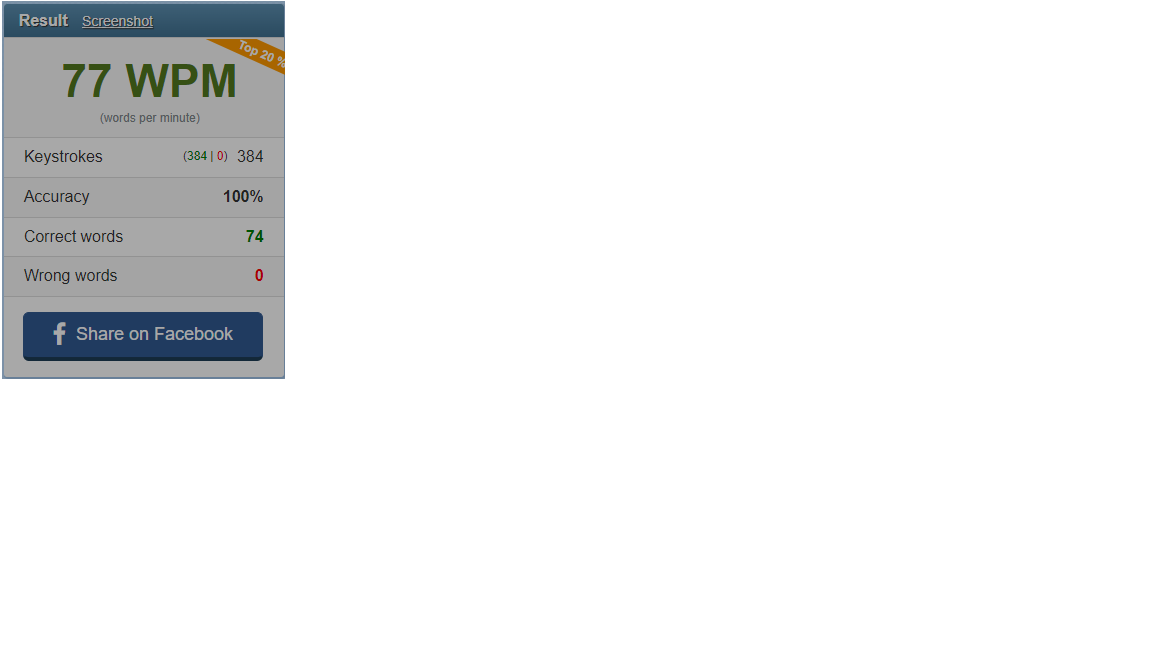 Result Screenshot
Top 20 %
77 WPM
(words per minute)
Keystrokes (384 | 0) 384
Accuracy 100%
Correct words 74
Wrong words 0
Share on Facebook